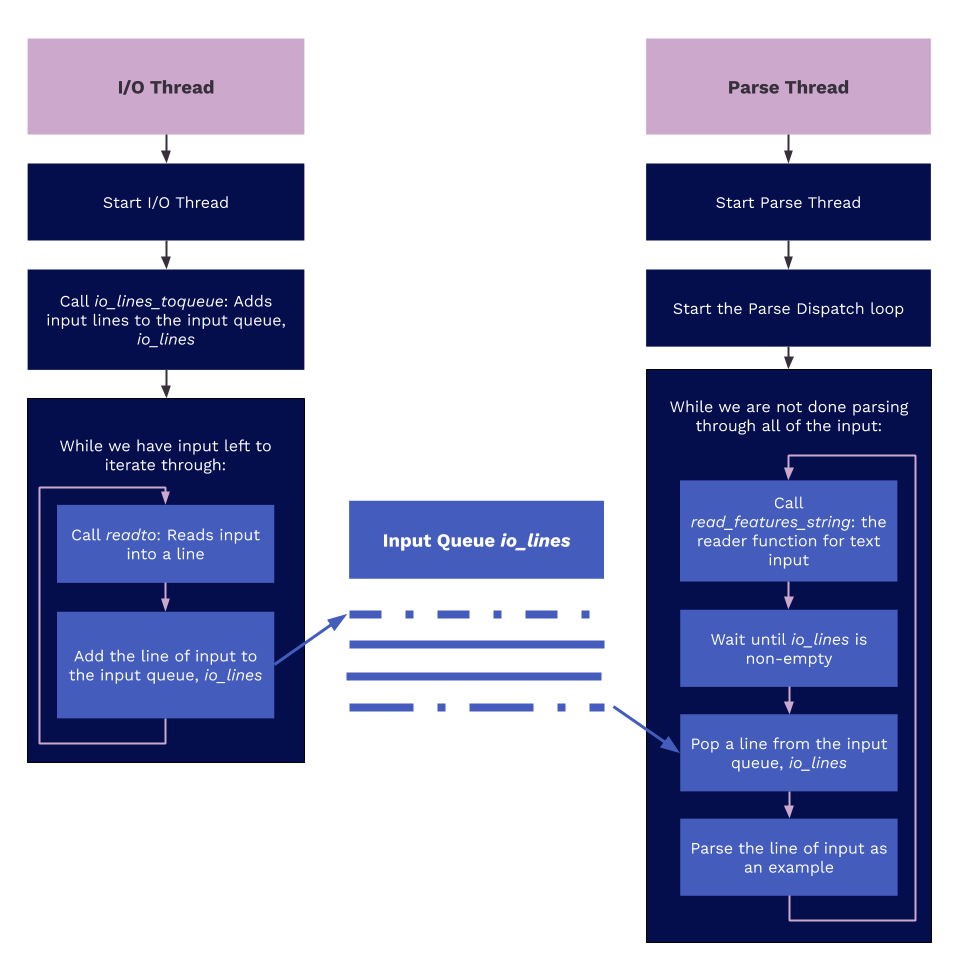 I/O Thread
Start I/O Thread
Call io_lines_toqueue: Adds
input lines to the input queue,
io_lines
While we have input left to
iterate through:
Call readto: Reads input
into a line
Add the line of input to
the input queue, io_lines
Input Queue io_lines
Parse Thread
Start Parse Thread
Start the Parse Dispatch loop
While we are not done parsing
through all of the input:
Call
read_features_string: the
reader function for text
input
Wait until io_lines is
non-empty
Pop a line from the input
queue, io_lines
Parse the line of input as
an example